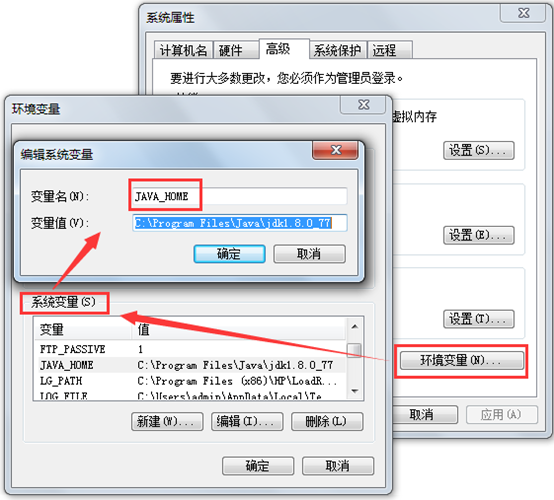 系统属性
计算机名
硬件
高级
系统保护
远程
要进行大多数更改，您必须作为管理员登录。
虚拟内存
设置(S)...
设置(E)...
设置(T)...
环境变量(N)...
取消
应用(A)
环境变量
编辑系统变量
变量名(N):
JAVA_HOME
变量值(V):
C:\Program Files\Java\jdk1.8.0_77
确定
取消
系统变量(S)
变量 值
FTP_PASSIVE 1
JAVA_HOME C:\Program Files\Java\jdk1.8.0_77
LG_PATH C:\Program Files (x86)\HP\LoadR...
LOG_FILE C:\Users\admin\AppData\Local\Te...
新建(W)...
编辑(I)...
删除(L)
确定
取消